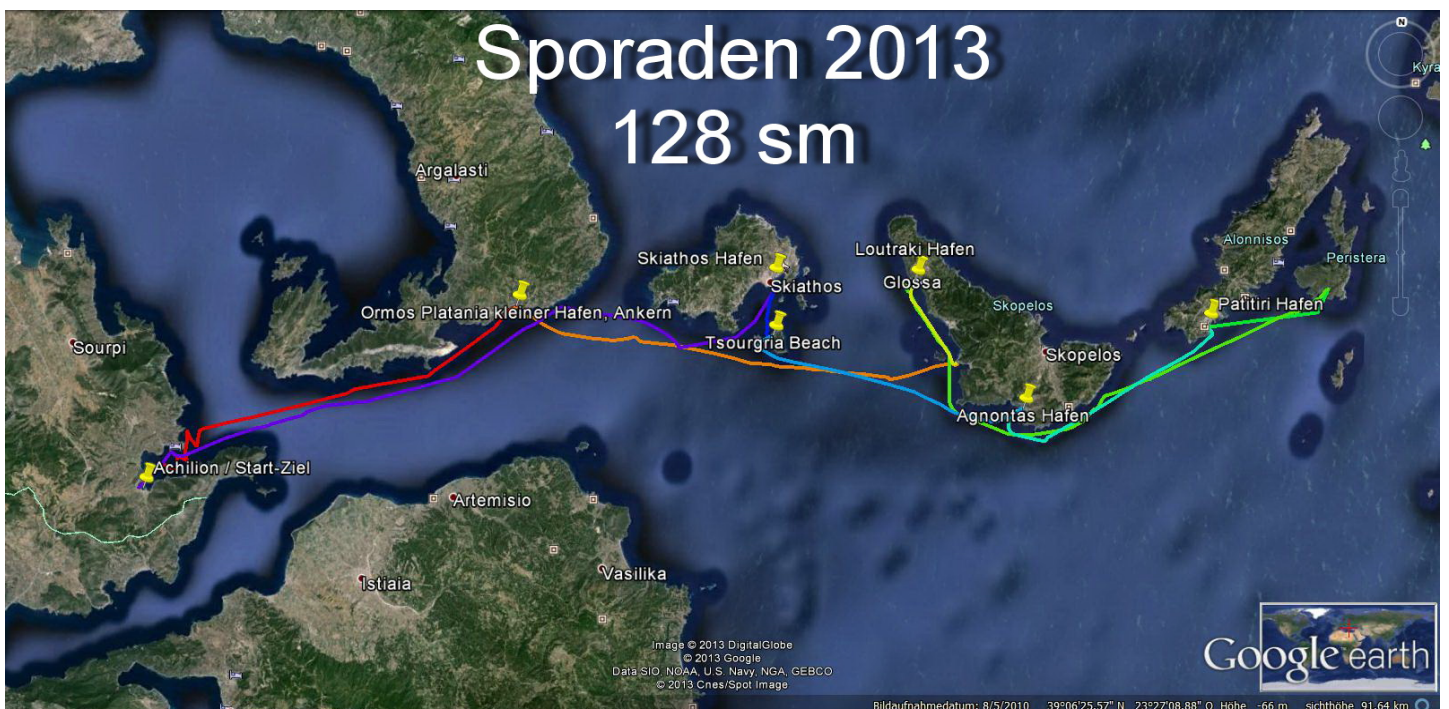 Sporaden 2013
128 sm
N
Kyra
Argalasti
Skiathos Hafen
Skiathos
Loutraki Hafen
Glossa
Alonnisos
Peristera
Ormos Platania kleiner Hafen, Ankern
Skopelos
Patitiri Hafen
Sourpi
Tsourgria Beach
Skopelos
Agnontas Hafen
Achilion / Start-Ziel
Artemisio
Istiaia
Vasilika
Image © 2013 DigitalGlobe
© 2013 Google
Data SIO, NOAA, U.S. Navy, NGA, GEBCO
© 2013 Cnes/Spot Image
Google earth
Bildaufnahmedatum: 8/5/2010 39°06'25.57" N 23°27'08.88" O Höhe -66 m sichthöhe 91.64 km